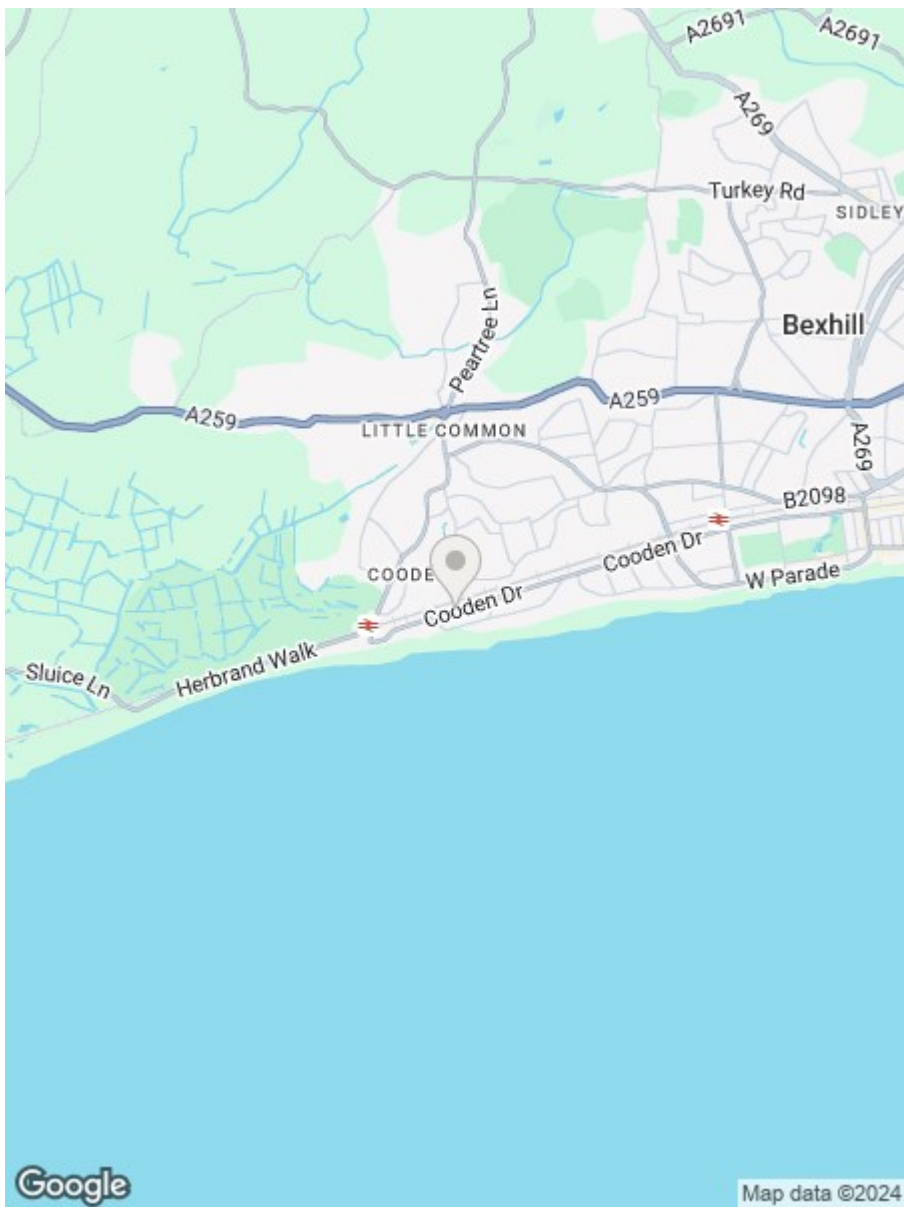 A2691
A2691
A269
Turkey Rd
SIDLEY
Peartree Ln
Bexhill
A259
A259
LITTLE COMMON
A269
B2098
Cooden Dr
COODE
W Parade
Cooden Dr
Herbrand Walk
Sluice Ln
Google
Map data ©2024